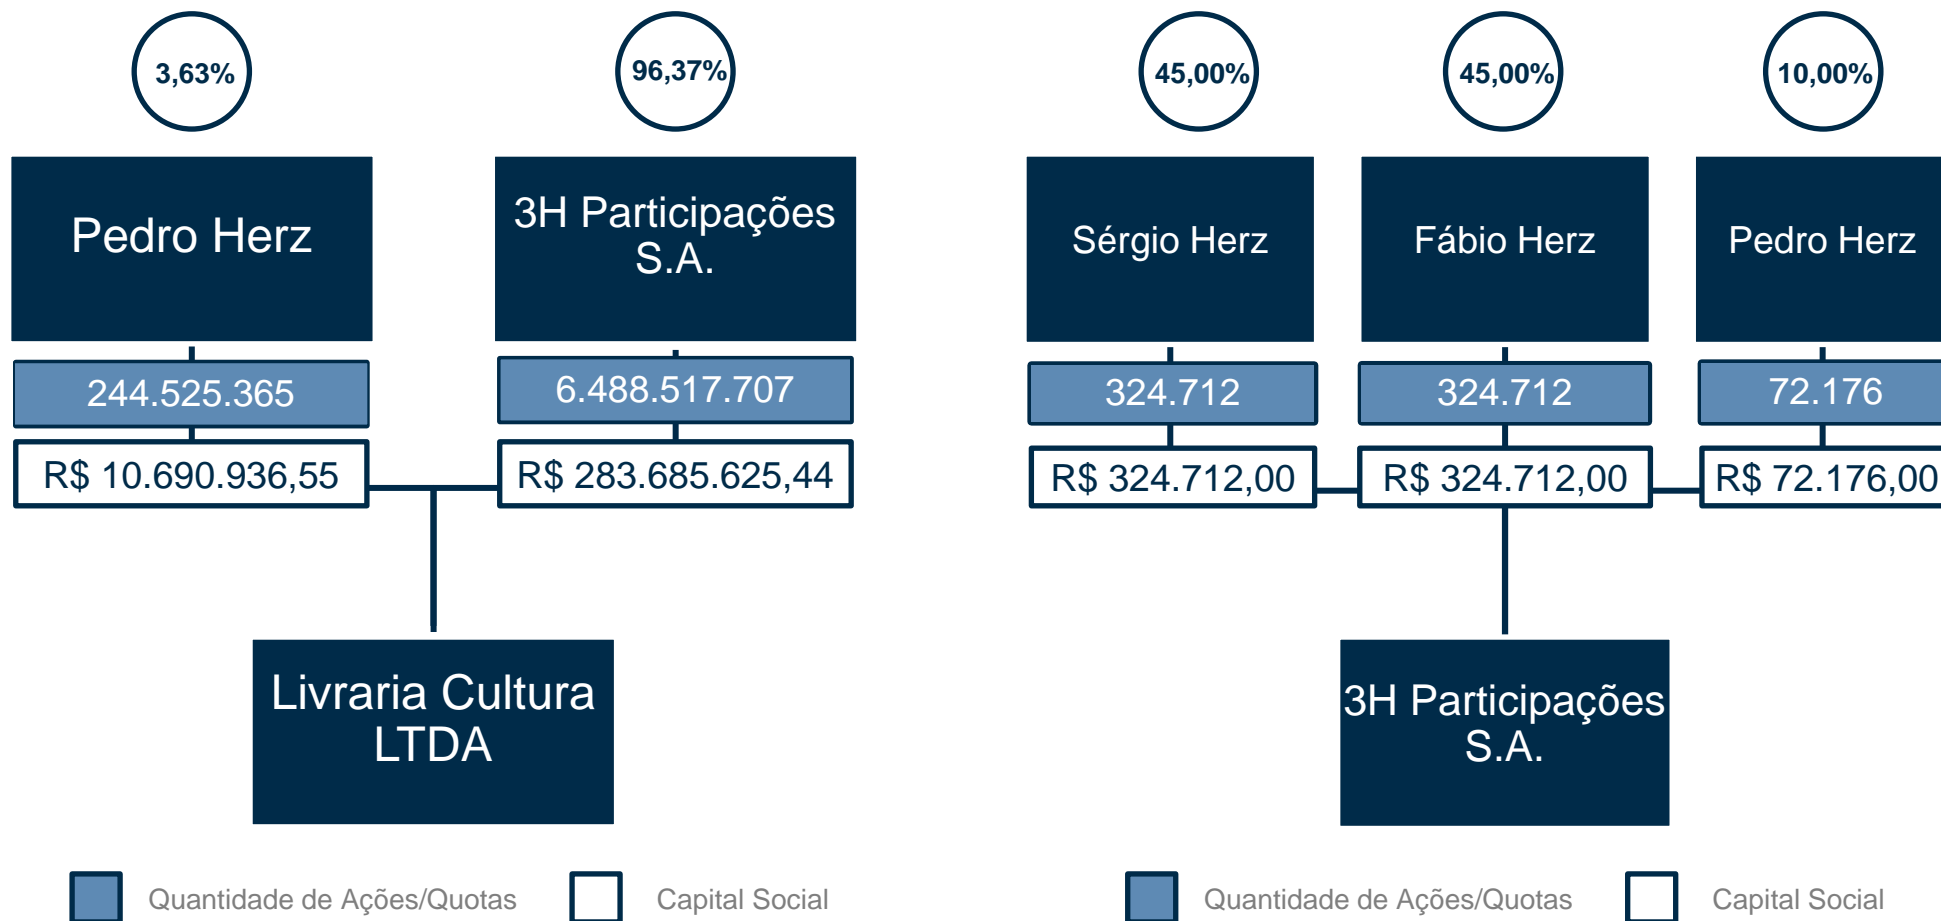 3,63%
96,37%
45,00%
45,00%
10,00%
Pedro Herz
3H Participações
S.A.
Sérgio Herz
Fábio Herz
Pedro Herz
244.525.365
6.488.517.707
324.712
324.712
72.176
R$ 10.690.936,55
R$ 283.685.625,44
R$ 324.712,00
R$ 324.712,00
R$ 72.176,00
Livraria Cultura
LTDA
3H Participações
S.A.
Quantidade de Ações/Quotas
Capital Social
Quantidade de Ações/Quotas
Capital Social